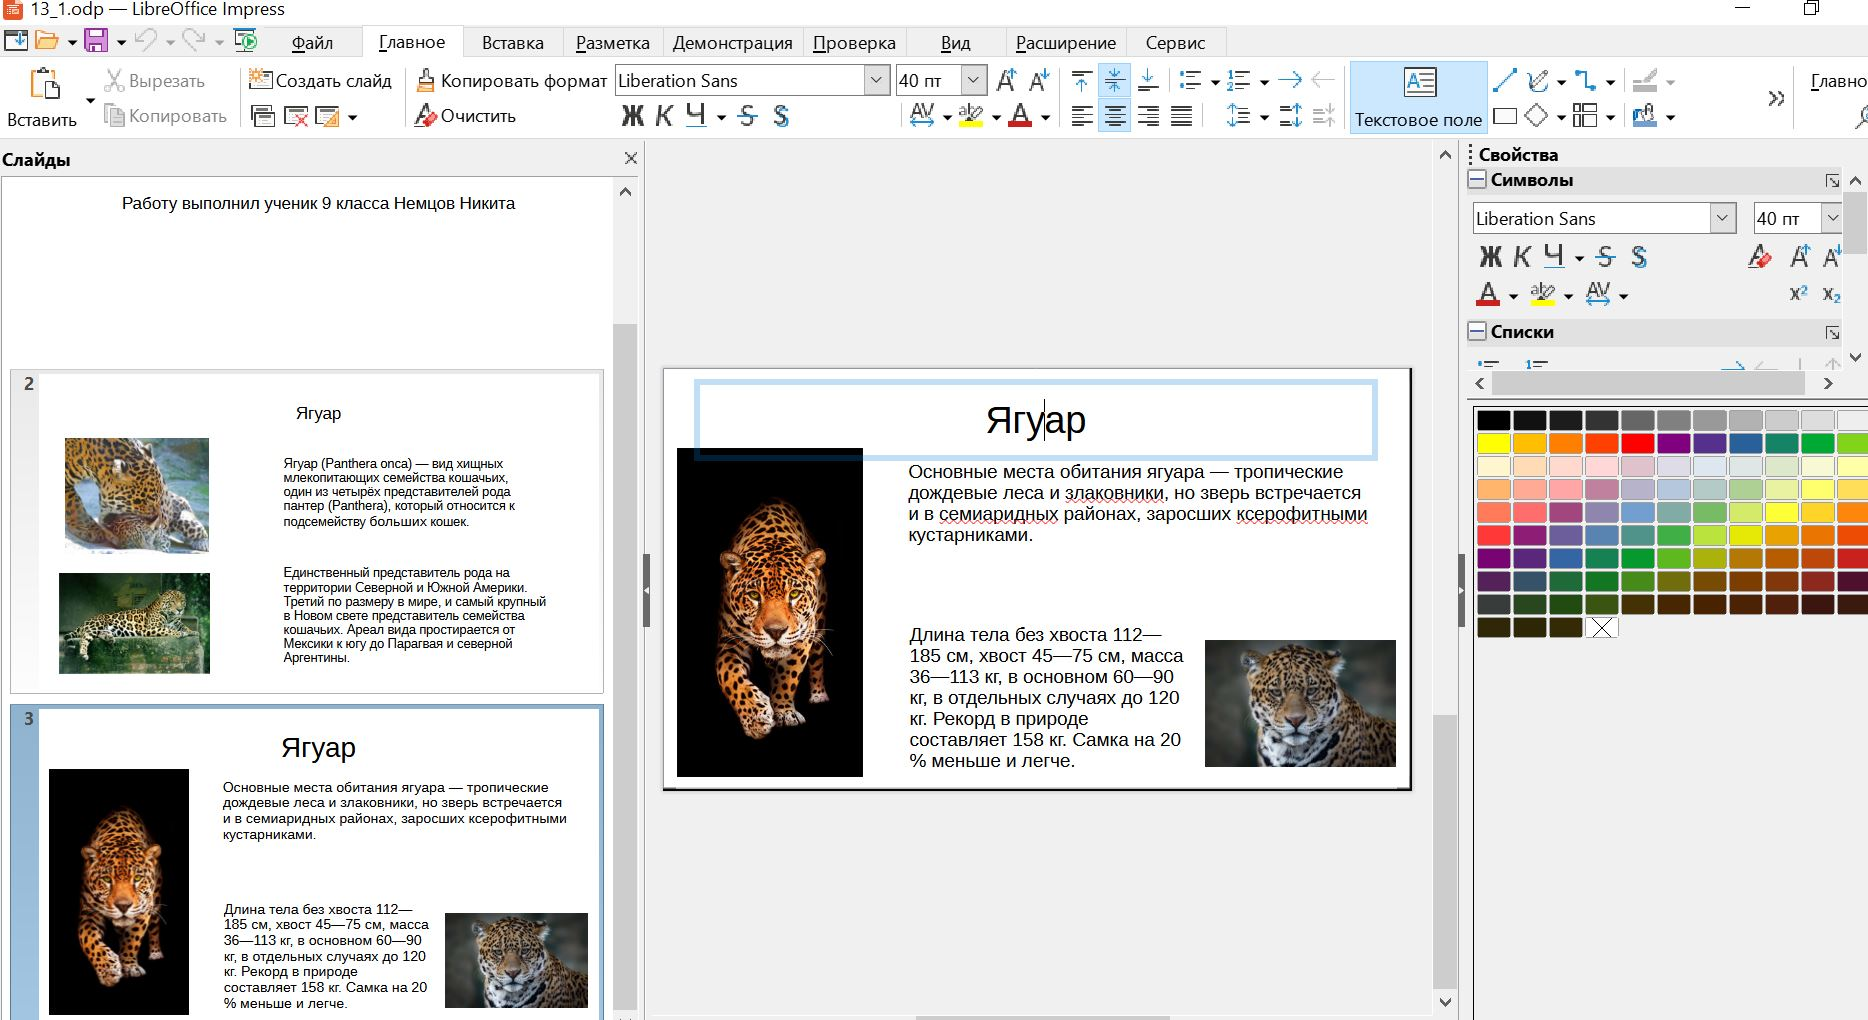 13_1.odp — LibreOffice Impress
Файл
Главное
Вставка
Разметка
Демонстрация
Проверка
Вид
Расширение
Сервис
Вставить
Вырезать
Копировать
Создать слайд
Копировать формат
Очистить
Liberation Sans
40 пт
Ж К Ч S S
Текстовое поле
Главно
Слайды
Работу выполнил ученик 9 класса Немцов Никита
2
Ягуар
Ягуар (Panthera onca) — вид хищных
млекопитающих семейства кошачьих,
один из четырёх представителей рода
пантер (Panthera), который относится к
подсемейству больших кошек.
Единственный представитель рода на
территории Северной и Южной Америки.
Третий по размеру в мире, и самый крупный
в Новом свете представитель семейства
кошачьих. Ареал вида простирается от
Мексики к югу до Парагвая и северной
Аргентины.
3
Ягуар
Основные места обитания ягуара — тропические
дождевые леса и злаковники, но зверь встречается
и в семиаридных районах, заросших ксерофитными
кустарниками.
Длина тела без хвоста 112—
185 см, хвост 45—75 см, масса
36—113 кг, в основном 60—90
кг, в отдельных случаях до 120
кг. Рекорд в природе
составляет 158 кг. Самка на 20
% меньше и легче.
Ягуар
Основные места обитания ягуара — тропические
дождевые леса и злаковники, но зверь встречается
и в семиаридных районах, заросших ксерофитными
кустарниками.
Длина тела без хвоста 112—
185 см, хвост 45—75 см, масса
36—113 кг, в основном 60—90
кг, в отдельных случаях до 120
кг. Рекорд в природе
составляет 158 кг. Самка на 20
% меньше и легче.
Свойства
Символы
Liberation Sans
40 пт
Ж К Ч S S
Списки